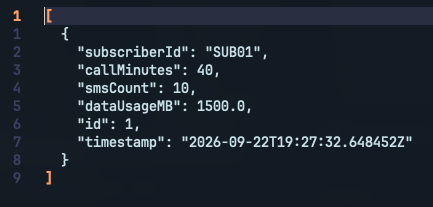 1 [
1 {
2 "subscriberId": "SUB01",
3 "callMinutes": 40,
4 "smsCount": 10,
5 "dataUsageMB": 1500.0,
6 "id": 1,
7 "timestamp": "2026-09-22T19:27:32.648452Z"
8 }
9 ]